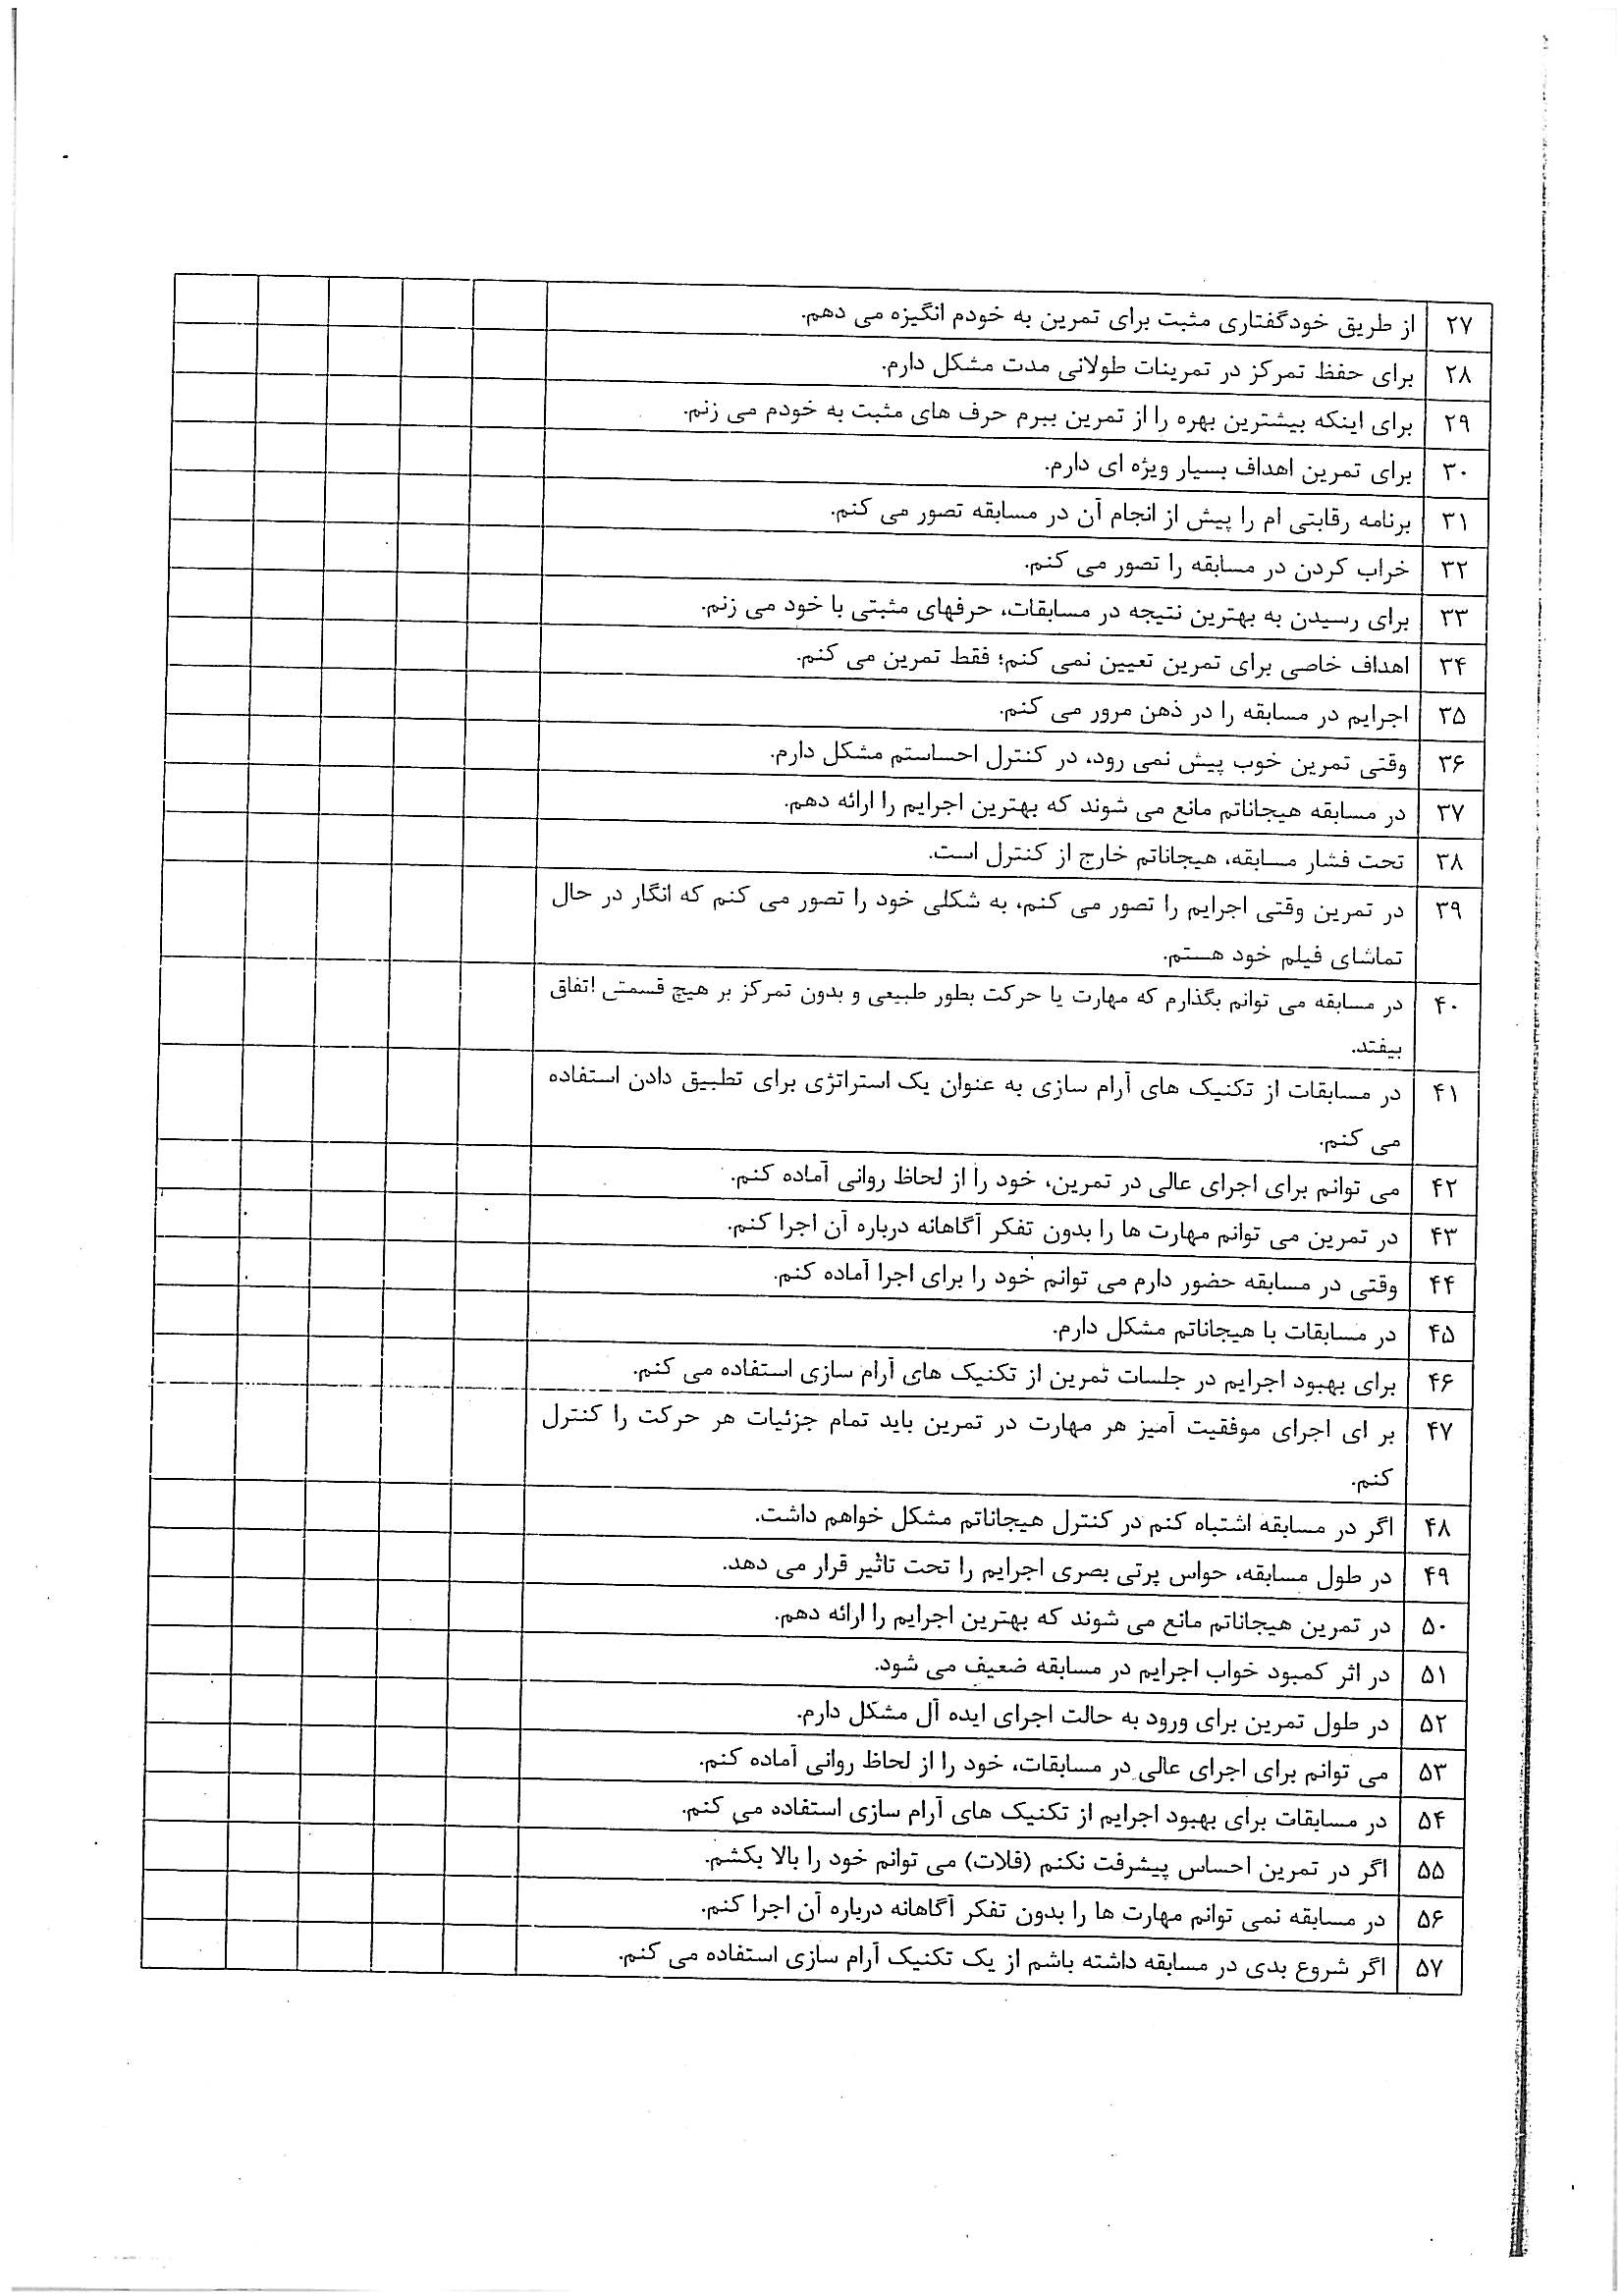 ۲۷ از طریق خودگفتاری مثبت برای تمرین به خودم انگیزه می دهم.
۲۸ برای حفظ تمرکز در تمرینات طولانی مدت مشکل دارم.
۲۹ برای اینکه بیشترین بهره را از تمرین ببرم حرف های مثبت به خودم می زنم.
۳۰ برای تمرین اهداف بسیار ویژه ای دارم.
۳۱ برنامه رقابتی ام را پیش از انجام آن در مسابقه تصور می کنم.
۳۲ خراب کردن در مسابقه را تصور می کنم.
۳۳ برای رسیدن به بهترین نتیجه در مسابقات، حرفهای مثبتی با خود می زنم.
۳۴ اهداف خاصی برای تمرین تعیین نمی کنم؛ فقط تمرین می کنم.
۳۵ اجرایم در مسابقه را در ذهن مرور می کنم.
۳۶ وقتی تمرین خوب پیش نمی رود، در کنترل احساستم مشکل دارم.
۳۷ در مسابقه هیجاناتم مانع می شوند که بهترین اجرایم را ارائه دهم.
۳۸ تحت فشار مسابقه، هیجاناتم خارج از کنترل است.
۳۹ در تمرین وقتی اجرایم را تصور می کنم، به شکلی خود را تصور می کنم که انگار در حال
تماشای فیلم خود هستم.
۴۰ در مسابقه می توانم بگذارم که مهارت یا حرکت بطور طبیعی و بدون تمرکز بر هیچ قسمتی اتفاق
بیفتد.
۴۱ در مسابقات از تکنیک های آرام سازی به عنوان یک استراتژی برای تطبیق دادن استفاده
می کنم.
۴۲ می توانم برای اجرای عالی در تمرین، خود را از لحاظ روانی آماده کنم.
۴۳ در تمرین می توانم مهارت ها را بدون تفکر آگاهانه درباره آن اجرا کنم.
۴۴ وقتی در مسابقه حضور دارم می توانم خود را برای اجرا آماده کنم.
۴۵ در مسابقات با هیجاناتم مشکل دارم.
۴۶ برای بهبود اجرایم در جلسات تمرین از تکنیک های آرام سازی استفاده می کنم.
۴۷ بر ای اجرای موفقیت آمیز هر مهارت در تمرین باید تمام جزئیات هر حرکت را کنترل
کنم.
۴۸ اگر در مسابقه اشتباه کنم در کنترل هیجاناتم مشکل خواهم داشت.
۴۹ در طول مسابقه، حواس پرتی بصری اجرایم را تحت تاثیر قرار می دهد.
۵۰ در تمرین هیجاناتم مانع می شوند که بهترین اجرایم را ارائه دهم.
۵۱ در اثر کمبود خواب اجرایم در مسابقه ضعیف می شود.
۵۲ در طول تمرین برای ورود به حالت اجرای ایده آل مشکل دارم.
۵۳ می توانم برای اجرای عالی در مسابقات، خود را از لحاظ روانی آماده کنم.
۵۴ در مسابقات برای بهبود اجرایم از تکنیک های آرام سازی استفاده می کنم.
۵۵ اگر در تمرین احساس پیشرفت نکنم (فلات) می توانم خود را بالا بکشم.
۵۶ در مسابقه نمی توانم مهارت ها را بدون تفکر آگاهانه درباره آن اجرا کنم.
۵۷ اگر شروع بدی در مسابقه داشته باشم از یک تکنیک آرام سازی استفاده می کنم.